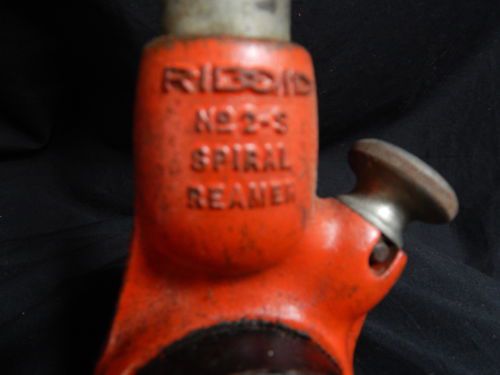 RIDGID
Nº 2-S
SPIRAL
REAMER